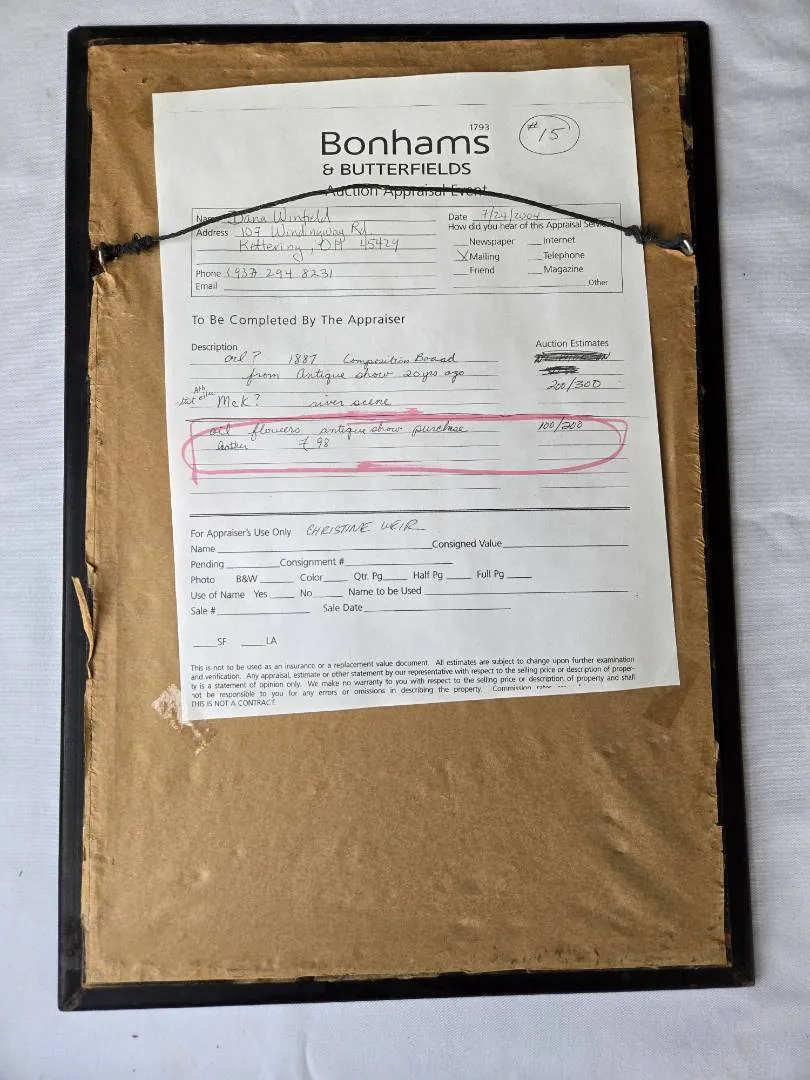 1793
#15
Bonhams
& BUTTERFIELDS
Auction Appraisal Event
Name Dana Winfield
Address 107 Windingway Rd
Kettering, OH 45429
Phone (937 294 8231
Email
Date 7/24/2004
How did you hear of this Appraisal Service?
Newspaper Internet
Mailing Telephone
Friend Magazine
Other
To Be Completed By The Appraiser
Description Auction Estimates
oil? 1887 Composition Board
from Antique show 20 yrs ago
200/300
McK? river scene
oil flowers antique show purchase 100/200
98
For Appraiser's Use Only CHRISTINE WEIR
Name Consigned Value
Pending Consignment #
Photo B&W Color Qtr. Pg Half Pg Full Pg
Use of Name Yes No Name to be Used
Sale # Sale Date
SF LA
This is not to be used as an insurance or a replacement value document. All estimates are subject to change upon further examination
and verification. Any appraisal, estimate or other statement by our representative with respect to the selling price or description of proper-
ty is a statement of opinion only. We make no warranty to you with respect to the selling price or description of property and shall
not be responsible to you for any errors or omissions in describing the property. Commission rates
THIS IS NOT A CONTRACT.